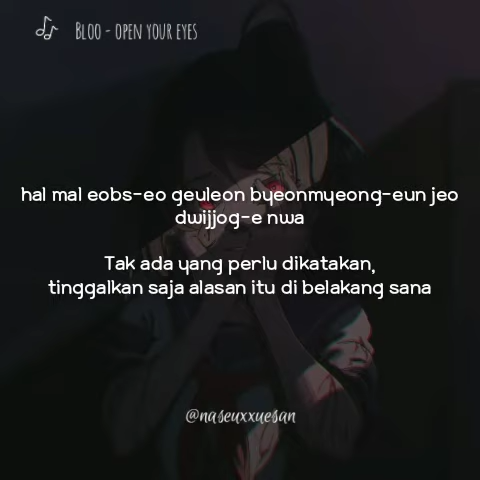 Bloo - open your eyes
hal mal eobs-eo geuleon byeonmyeong-eun jeo
dwijjog-e nwa
Tak ada yang perlu dikatakan,
tinggalkan saja alasan itu di belakang sana
@naseuxxuesan